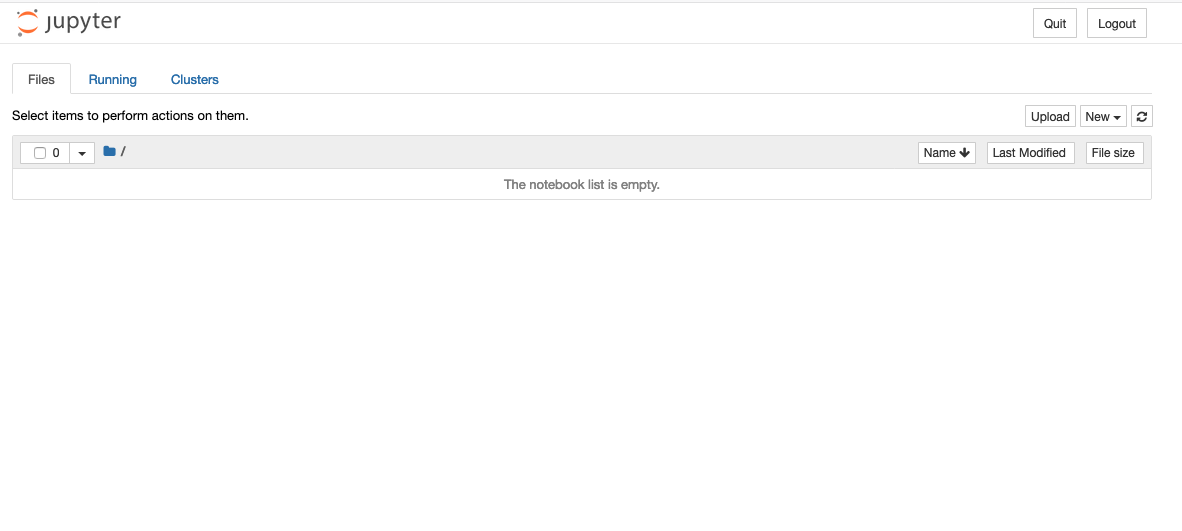 jupyter
Quit Logout
Files Running Clusters
Select items to perform actions on them.
Upload New
0 / Name Last Modified File size
The notebook list is empty.